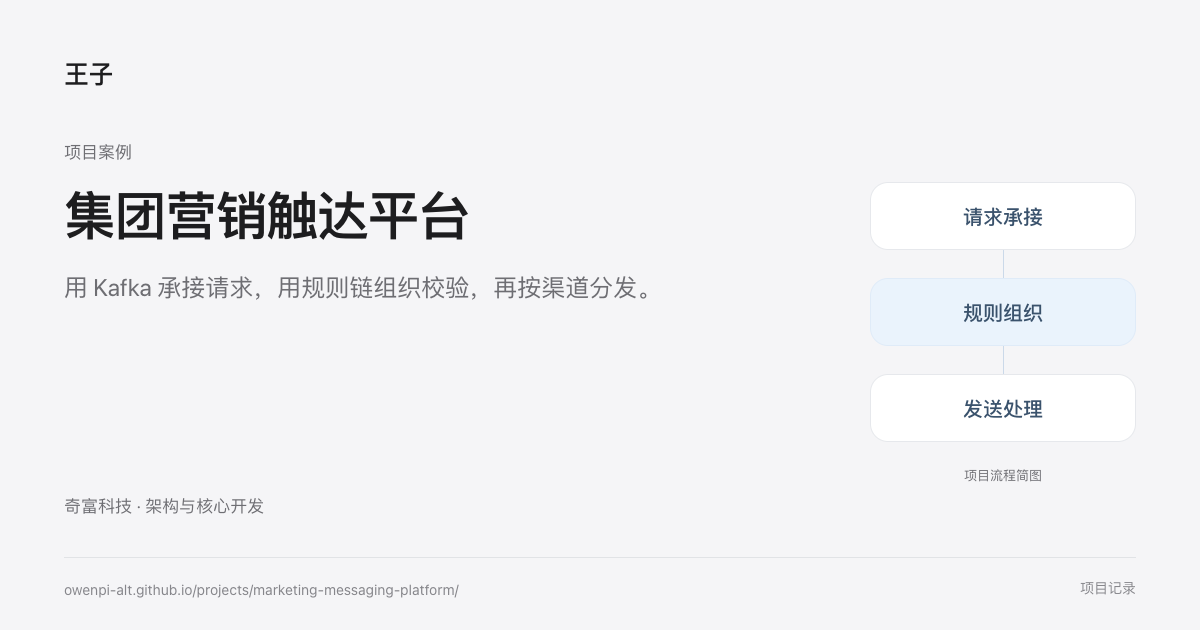 王子
项目案例
集团营销触达平台
用 Kafka 承接请求，用规则链组织校验，再按渠道分发。
请求承接
规则组织
发送处理
项目流程简图
奇富科技 · 架构与核心开发
owenpi-alt.github.io/projects/marketing-messaging-platform/
项目记录